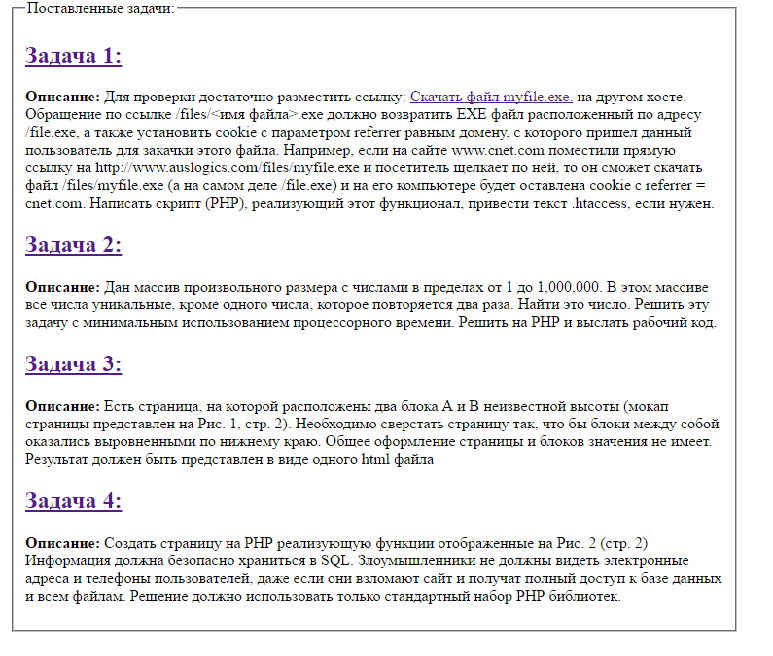 Поставленные задачи:
Задача 1:
Описание: Для проверки достаточно разместить ссылку: Скачать файл myfile.exe. на другом хосте.
Обращение по ссылке /files/<имя файла>.exe должно возвратить EXE файл расположенный по адресу
/file.exe, а также установить cookie с параметром referrer равным домену, с которого пришел данный
пользователь для закачки этого файла. Например, если на сайте www.cnet.com поместили прямую
ссылку на http://www.auslogics.com/files/myfile.exe и посетитель щелкает по ней, то он сможет скачать
файл /files/myfile.exe (а на самом деле /file.exe) и на его компьютере будет оставлена cookie с referrer =
cnet.com. Написать скрипт (PHP), реализующий этот функционал, привести текст .htaccess, если нужен.
Задача 2:
Описание: Дан массив произвольного размера с числами в пределах от 1 до 1,000,000. В этом массиве
все числа уникальные, кроме одного числа, которое повторяется два раза. Найти это число. Решить эту
задачу с минимальным использованием процессорного времени. Решить на PHP и выслать рабочий код.
Задача 3:
Описание: Есть страница, на которой расположены два блока А и В неизвестной высоты (мокап
страницы представлен на Рис. 1, стр. 2). Необходимо сверстать страницу так, что бы блоки между собой
оказались выровненными по нижнему краю. Общее оформление страницы и блоков значения не имеет.
Результат должен быть представлен в виде одного html файла
Задача 4:
Описание: Создать страницу на PHP реализующую функции отображенные на Рис. 2 (стр. 2)
Информация должна безопасно храниться в SQL. Злоумышленники не должны видеть электронные
адреса и телефоны пользователей, даже если они взломают сайт и получат полный доступ к базе данных
и всем файлам. Решение должно использовать только стандартный набор PHP библиотек.